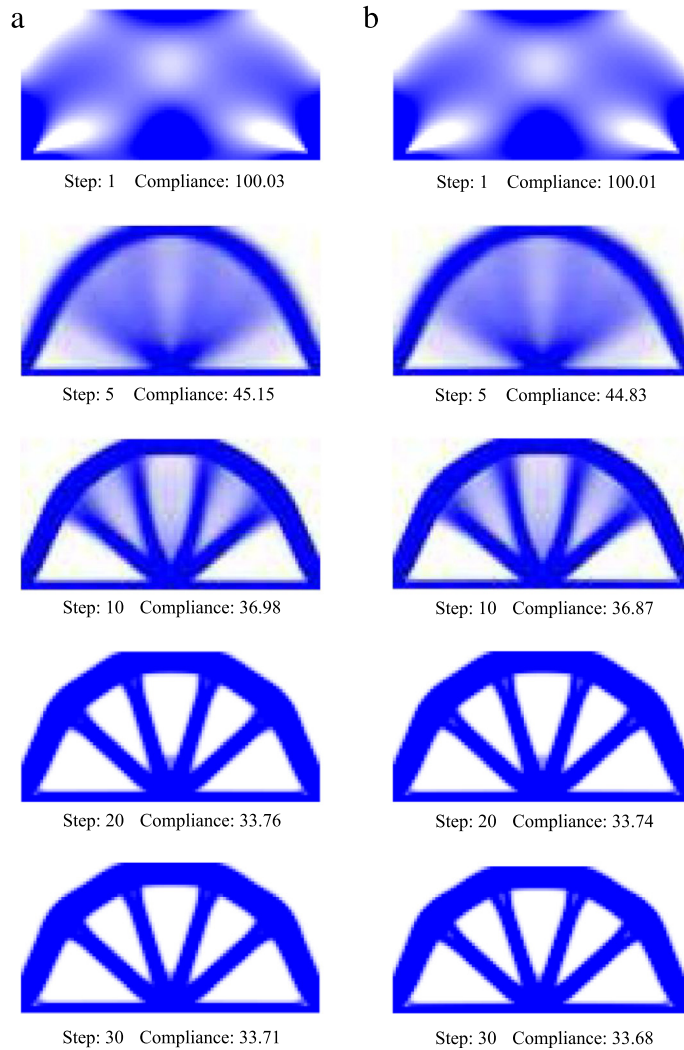 a b
Step: 1 Compliance: 100.03 Step: 1 Compliance: 100.01
Step: 5 Compliance: 45.15 Step: 5 Compliance: 44.83
Step: 10 Compliance: 36.98 Step: 10 Compliance: 36.87
Step: 20 Compliance: 33.76 Step: 20 Compliance: 33.74
Step: 30 Compliance: 33.71 Step: 30 Compliance: 33.68